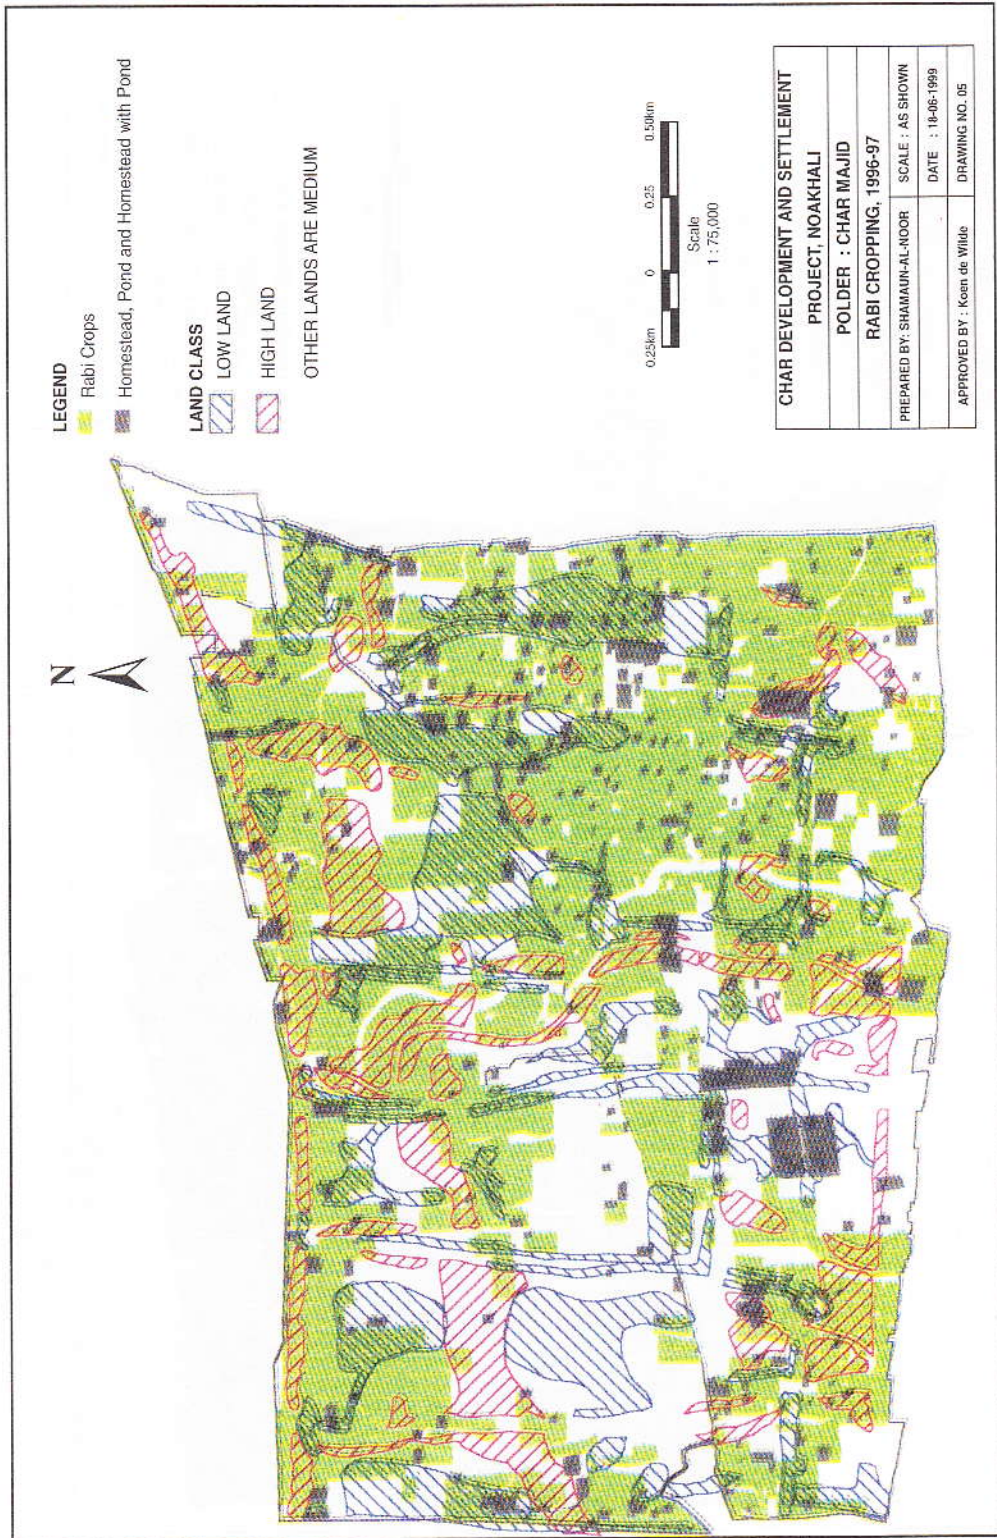 N
LEGEND
Rabi Crops
Homestead, Pond and Homestead with Pond
LAND CLASS
LOW LAND
HIGH LAND
OTHER LANDS ARE MEDIUM
0.25km 0 0.25 0.50km
Scale
1 : 75,000
CHAR DEVELOPMENT AND SETTLEMENT
PROJECT, NOAKHALI
POLDER : CHAR MAJID
RABI CROPPING, 1996-97
PREPARED BY: SHAMAUN-AL-NOOR SCALE : AS SHOWN
DATE : 18-06-1999
APPROVED BY : Koen de Wilde DRAWING NO. 05